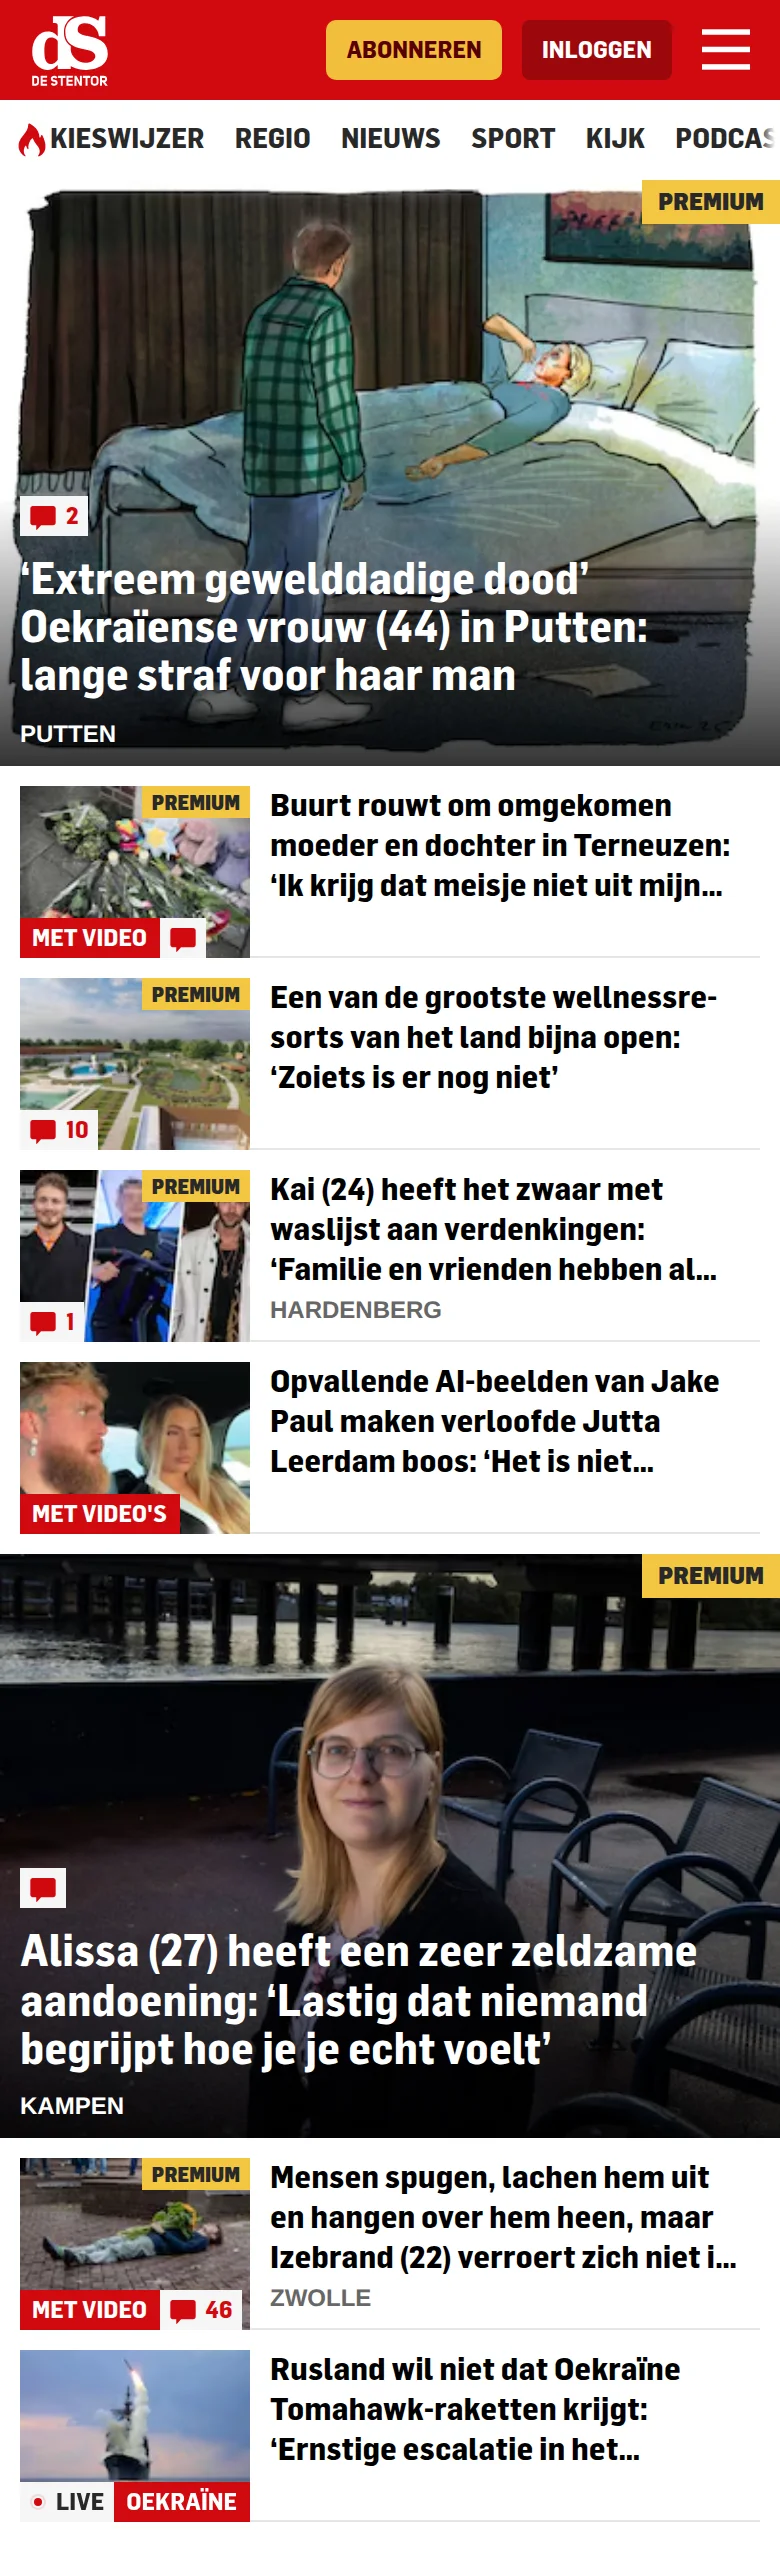 dS
DE STENTOR
ABONNEREN
INLOGGEN
KIESWIJZER REGIO NIEUWS SPORT KIJK PODCAS
PREMIUM
2
‘Extreem gewelddadige dood’
Oekraïense vrouw (44) in Putten:
lange straf voor haar man
PUTTEN
PREMIUM
MET VIDEO
Buurt rouwt om omgekomen
moeder en dochter in Terneuzen:
‘Ik krijg dat meisje niet uit mijn...
PREMIUM
10
Een van de grootste wellnessre-
sorts van het land bijna open:
‘Zoiets is er nog niet’
PREMIUM
1
Kai (24) heeft het zwaar met
waslijst aan verdenkingen:
‘Familie en vrienden hebben al...
HARDENBERG
MET VIDEO'S
Opvallende AI-beelden van Jake
Paul maken verloofde Jutta
Leerdam boos: ‘Het is niet...
PREMIUM
Alissa (27) heeft een zeer zeldzame
aandoening: ‘Lastig dat niemand
begrijpt hoe je je echt voelt’
KAMPEN
PREMIUM
MET VIDEO
46
Mensen spugen, lachen hem uit
en hangen over hem heen, maar
Izebrand (22) verroert zich niet i...
ZWOLLE
LIVE
OEKRAÏNE
Rusland wil niet dat Oekraïne
Tomahawk-raketten krijgt:
‘Ernstige escalatie in het...